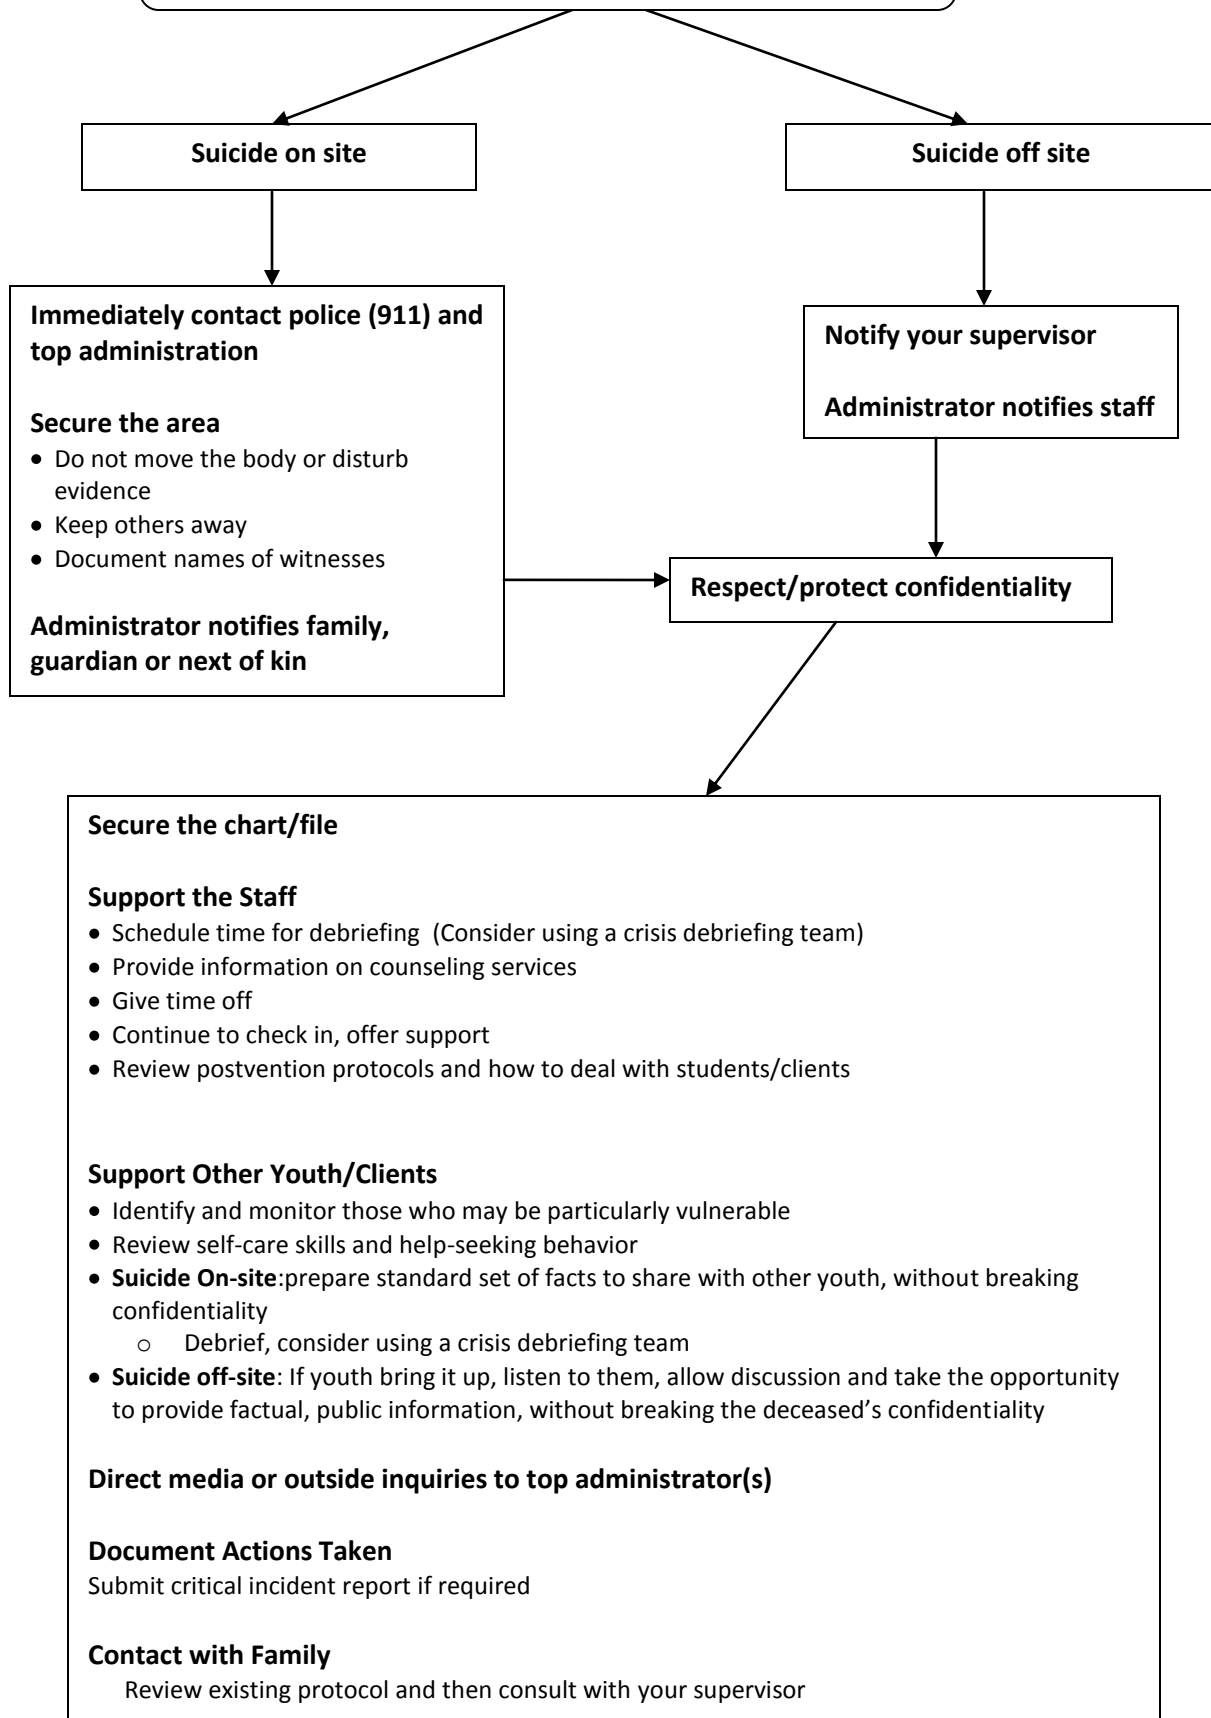 Suicide on site
Suicide off site
Immediately contact police (911) and
top administration
Secure the area
• Do not move the body or disturb
evidence
• Keep others away
• Document names of witnesses
Administrator notifies family,
guardian or next of kin
Notify your supervisor
Administrator notifies staff
Respect/protect confidentiality
Secure the chart/file
Support the Staff
• Schedule time for debriefing  (Consider using a crisis debriefing team)
• Provide information on counseling services
• Give time off
• Continue to check in, offer support
• Review postvention protocols and how to deal with students/clients
Support Other Youth/Clients
• Identify and monitor those who may be particularly vulnerable
• Review self-care skills and help-seeking behavior
• Suicide On-site:prepare standard set of facts to share with other youth, without breaking
confidentiality
o Debrief, consider using a crisis debriefing team
• Suicide off-site: If youth bring it up, listen to them, allow discussion and take the opportunity
to provide factual, public information, without breaking the deceased’s confidentiality
Direct media or outside inquiries to top administrator(s)
Document Actions Taken
Submit critical incident report if required
Contact with Family
Review existing protocol and then consult with your supervisor